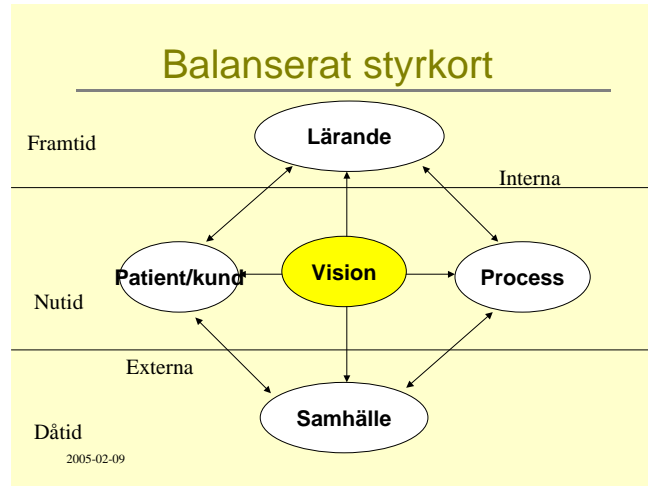 Balanserat styrkort
Lärande
Framtid
Interna
Patient/kund
Vision
Process
Nutid
Externa
Samhälle
Dåtid
2005-02-09